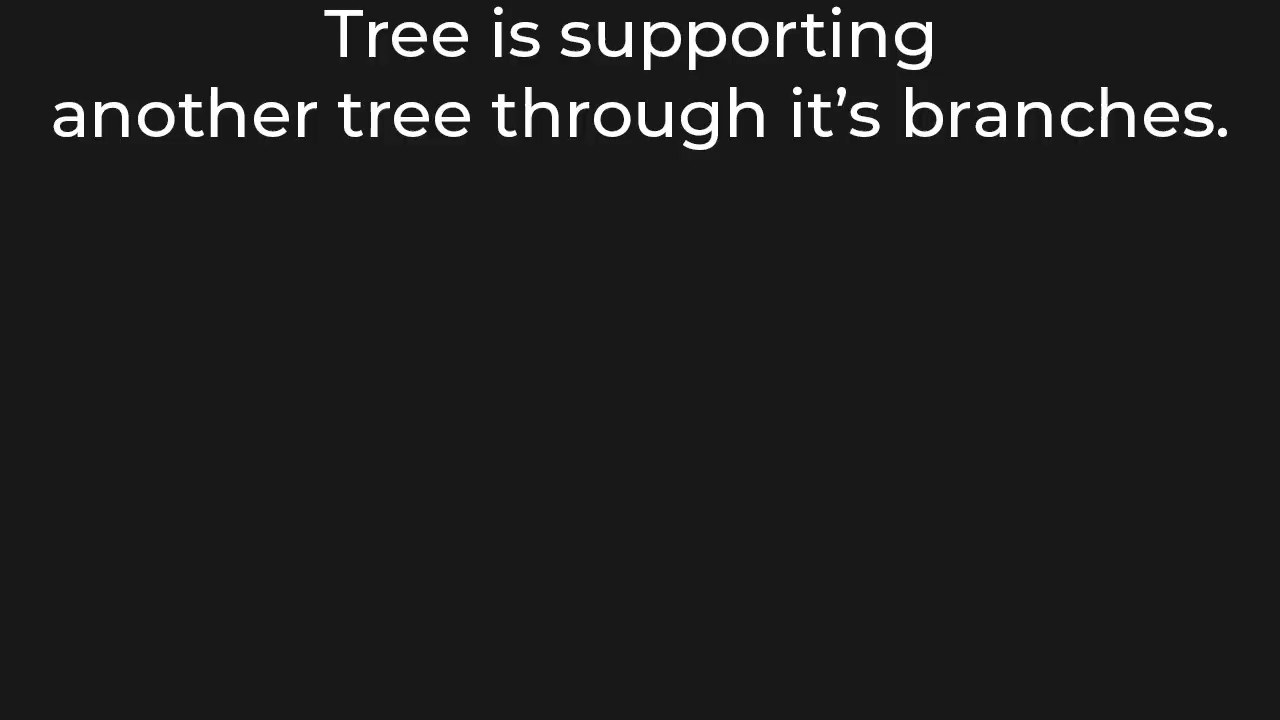 Tree is supporting
another tree through it’s branches.